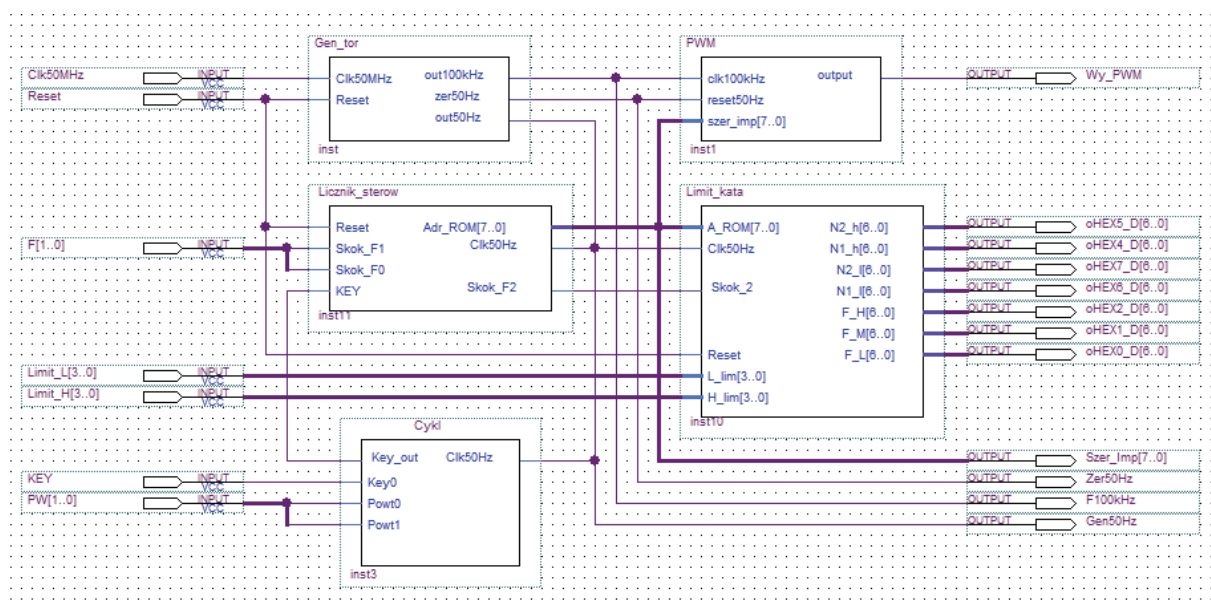 Gen_tor
PWM
Clk50MHz
INPUT
VCC
Clk50MHz
out100kHz
clk100kHz
output
OUTPUT
Wy_PWM
Reset
INPUT
VCC
Reset
zer50Hz
reset50Hz
out50Hz
szer_imp[7..0]
inst
inst1
Licznik_sterow
Limit_kata
Reset
Adr_ROM[7..0]
A_ROM[7..0]
N2_h[6..0]
OUTPUT
oHEX5_D[6..0]
F[1..0]
INPUT
VCC
Skok_F1
Clk50Hz
Clk50Hz
N1_h[6..0]
OUTPUT
oHEX4_D[6..0]
Skok_F0
N2_l[6..0]
OUTPUT
oHEX7_D[6..0]
KEY
Skok_F2
Skok_2
N1_l[6..0]
OUTPUT
oHEX6_D[6..0]
inst11
F_H[6..0]
OUTPUT
oHEX2_D[6..0]
F_M[6..0]
OUTPUT
oHEX1_D[6..0]
Reset
F_L[6..0]
OUTPUT
oHEX0_D[6..0]
Limit_L[3..0]
INPUT
VCC
L_lim[3..0]
Limit_H[3..0]
INPUT
VCC
H_lim[3..0]
inst10
Cykl
Key_out
Clk50Hz
OUTPUT
Szer_Imp[7..0]
KEY
INPUT
VCC
Key0
OUTPUT
Zer50Hz
PW[1..0]
INPUT
VCC
Powt0
OUTPUT
F100kHz
Powt1
OUTPUT
Gen50Hz
inst3